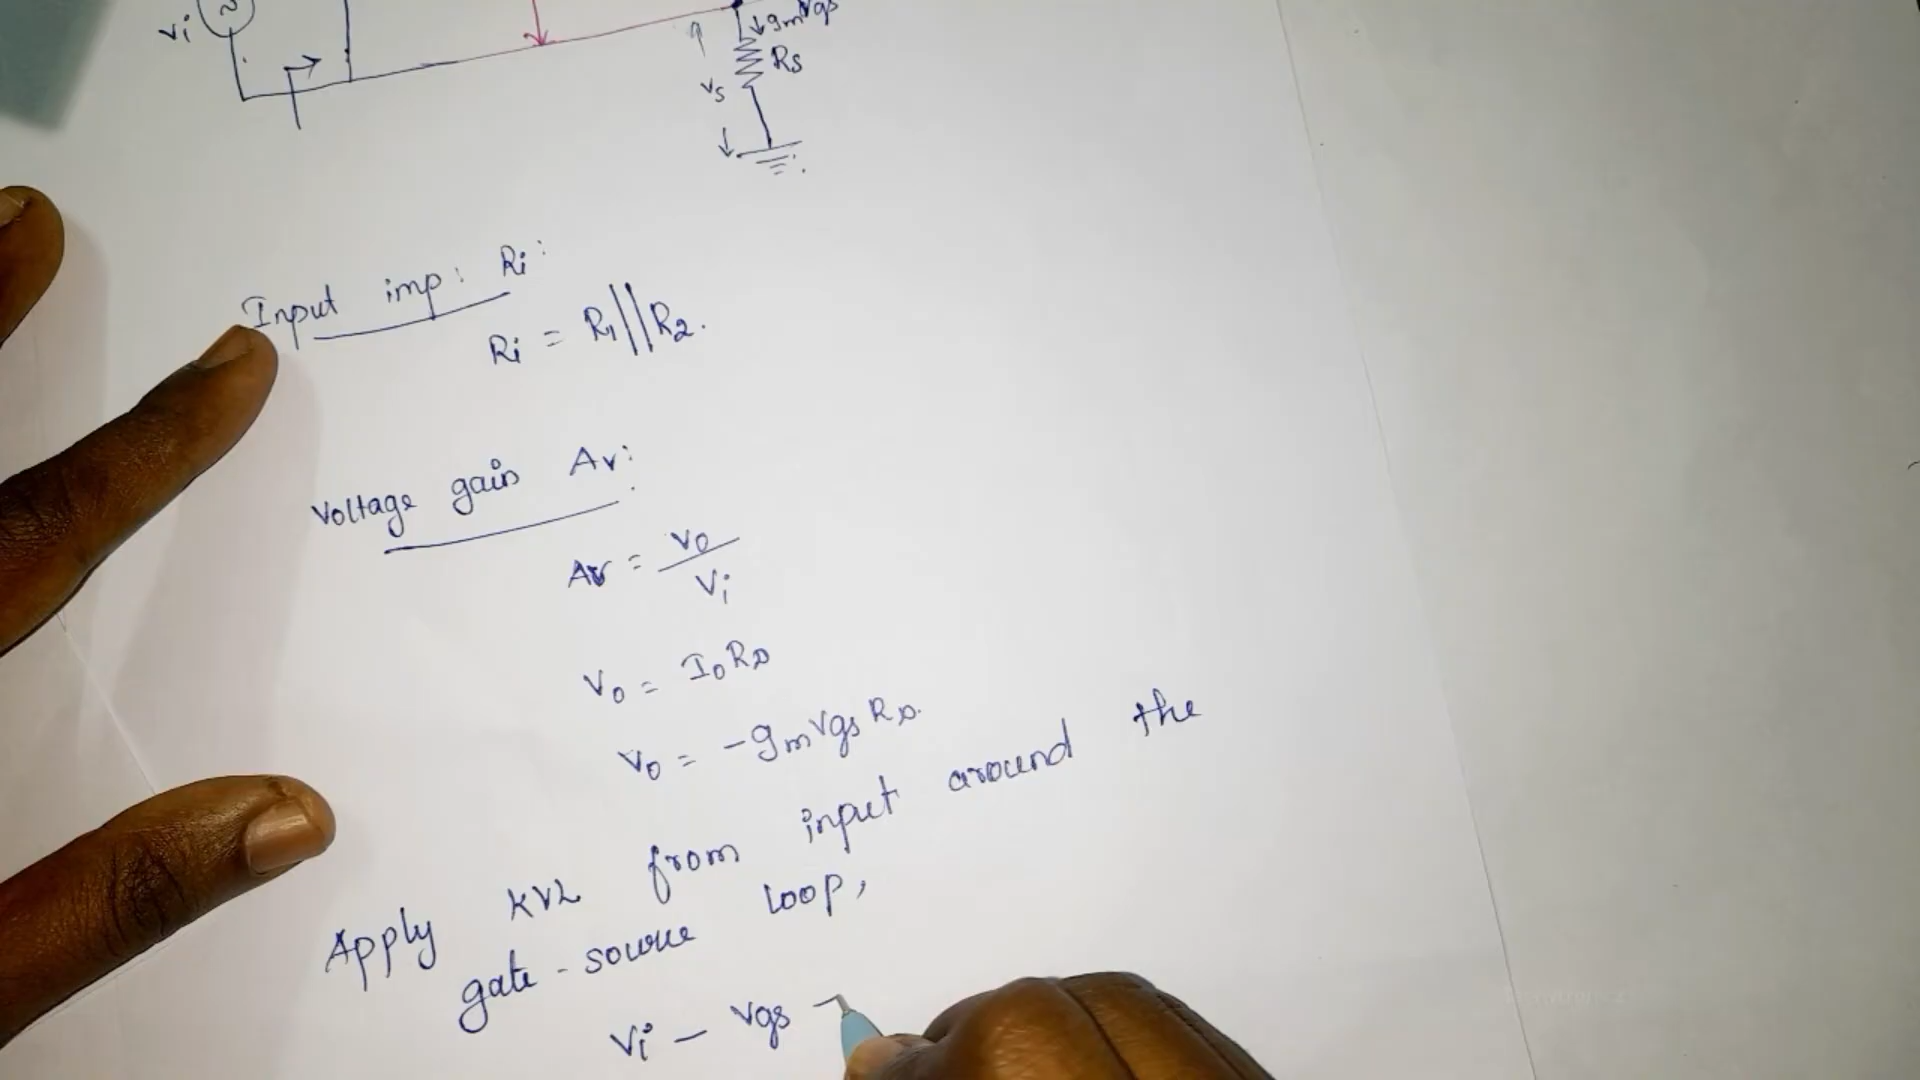 Vi
gmVgs
Rs
Vs
Input imp: Ri:
Ri = R1||R2.
Voltage gain Av:
Av = Vo/Vi
Vo = IoRD
Vo = -gmVgsRD.
Apply KVL from input around the
gate-source loop,
Vi - Vgs -